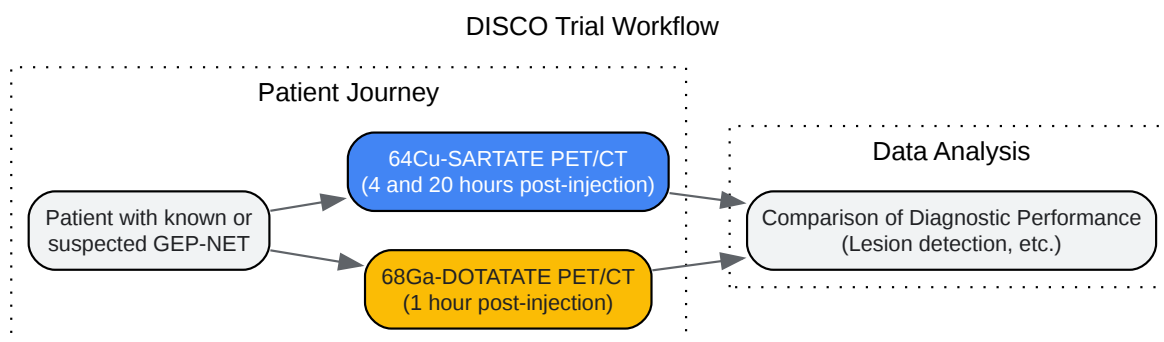 DISCO Trial Workflow
Patient Journey
Patient with known or
suspected GEP-NET
64Cu-SARTATE PET/CT
(4 and 20 hours post-injection)
68Ga-DOTATATE PET/CT
(1 hour post-injection)
Data Analysis
Comparison of Diagnostic Performance
(Lesion detection, etc.)